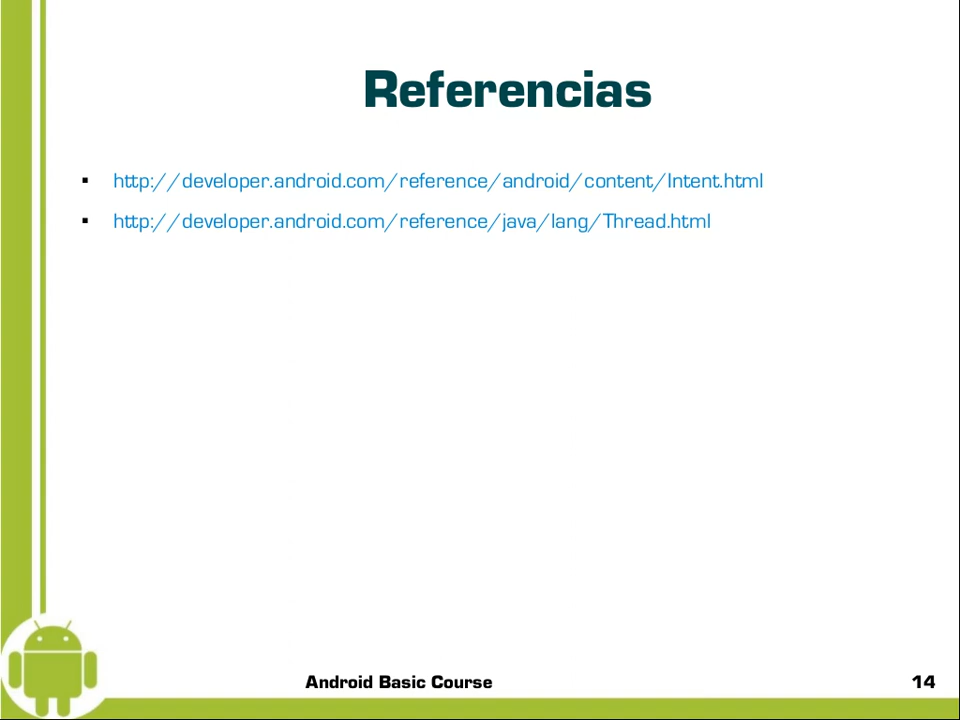 Referencias
▪ http://developer.android.com/reference/android/content/Intent.html
▪ http://developer.android.com/reference/java/lang/Thread.html
Android Basic Course
14